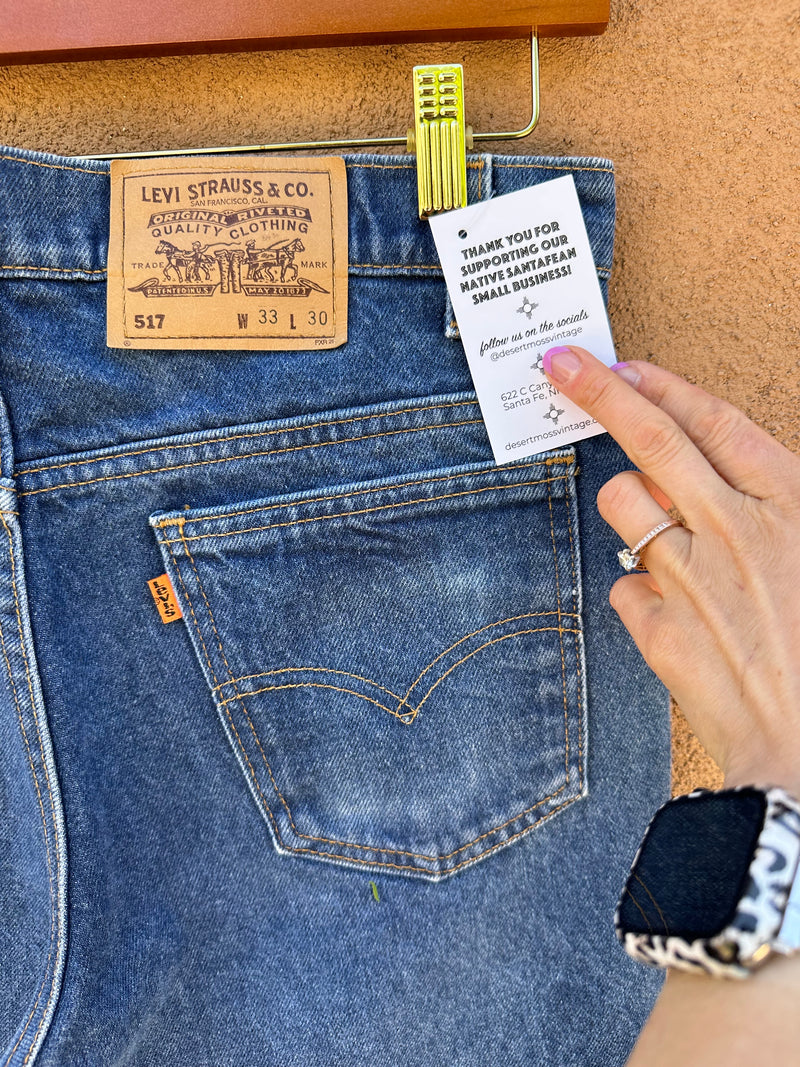 LEVI STRAUSS & CO.
SAN FRANCISCO, CAL.
ORIGINAL RIVETED
QUALITY CLOTHING
TRADE MARK
PATENTED IN U.S. MAY 20 1873
517 W 33 L 30
THANK YOU FOR
SUPPORTING OUR
NATIVE SANTAFEAN
SMALL BUSINESS!
follow us on the socials
@desertmossvintage
622 C
Santa Fe,
desertmossvintage.
Levi's